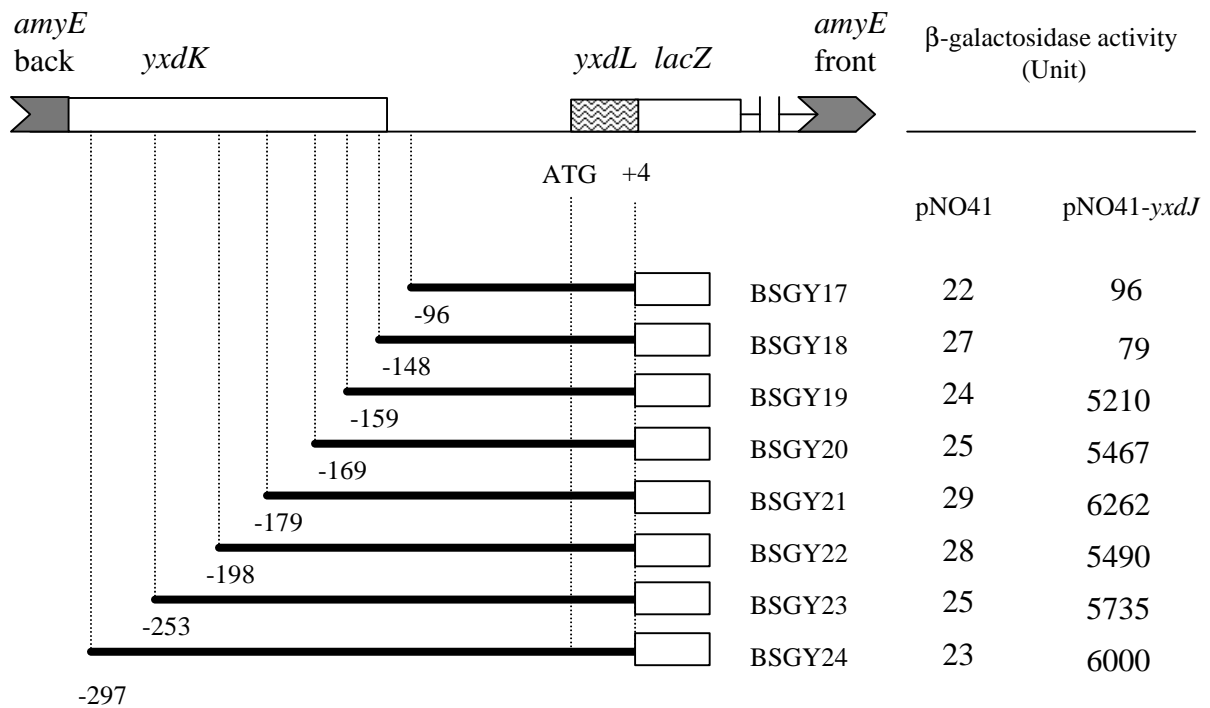 amyE back yxdK yxdL lacZ amyE front
β-galactosidase activity
(Unit)
ATG +4
pNO41 pNO41-yxdJ
-96 BSGY17 22 96
-148 BSGY18 27 79
-159 BSGY19 24 5210
-169 BSGY20 25 5467
-179 BSGY21 29 6262
-198 BSGY22 28 5490
-253 BSGY23 25 5735
-297 BSGY24 23 6000